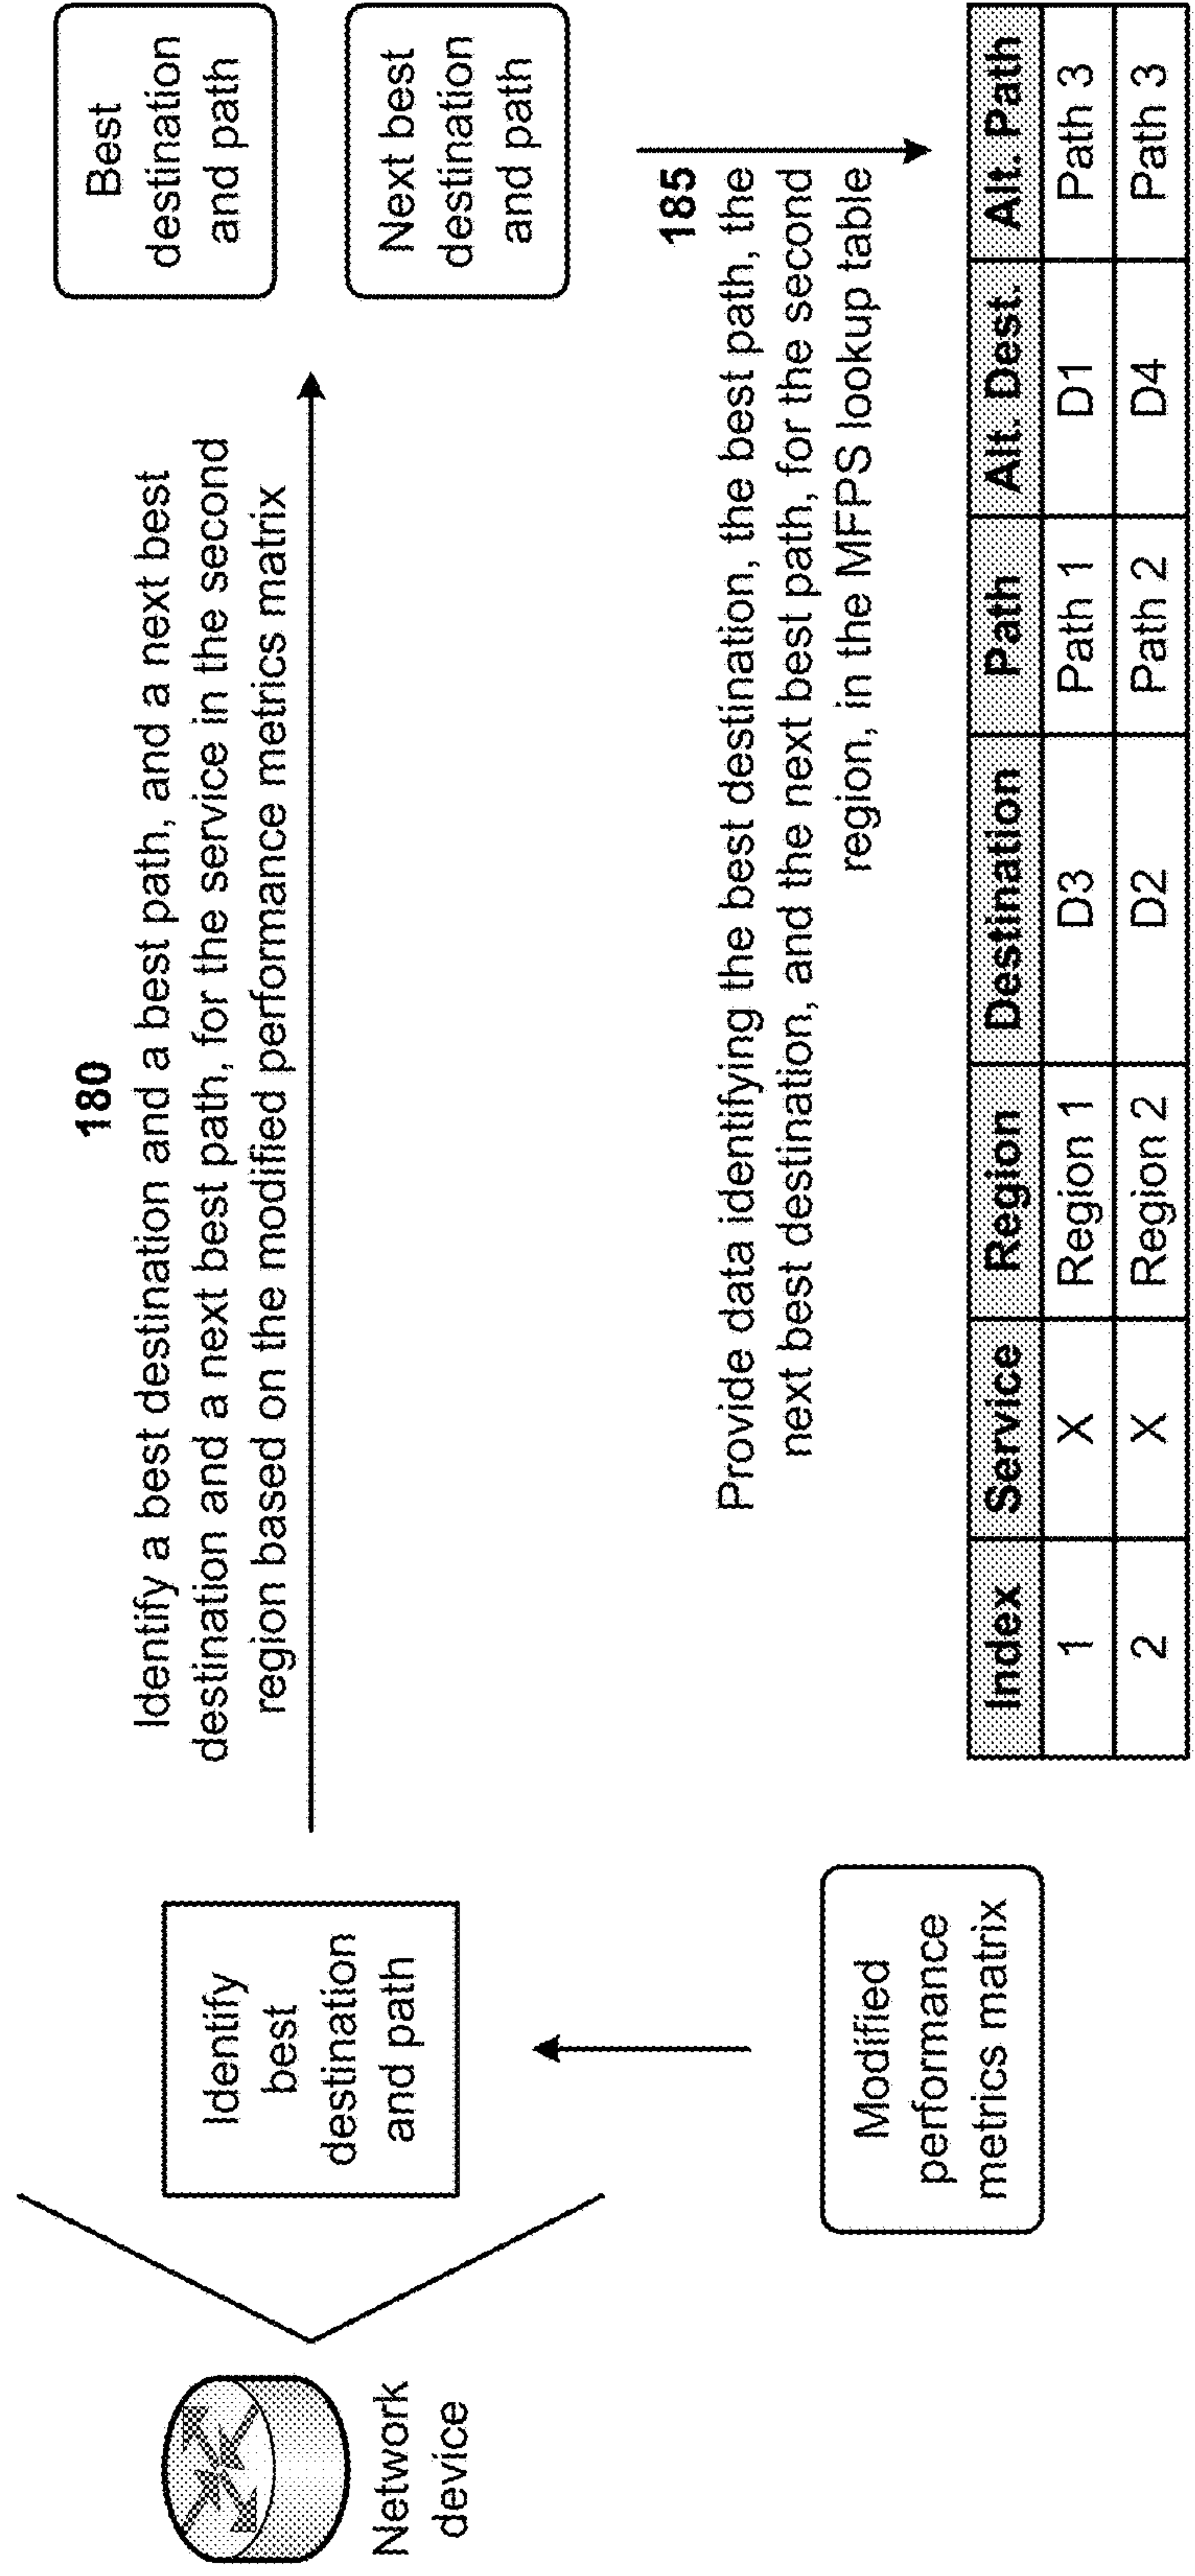 Network
device
Identify
best
destination
and path
Modified
performance
metrics matrix
180
Identify a best destination and a best path, and a next best
destination and a next best path, for the service in the second
region based on the modified performance metrics matrix
Best
destination
and path
Next best
destination
and path
185
Provide data identifying the best destination, the best path, the
next best destination, and the next best path, for the second
region, in the MFPS lookup table
Index Service Region Destination Path Alt. Dest. Alt. Path
1 X Region 1 D3 Path 1 D1 Path 3
2 X Region 2 D2 Path 2 D4 Path 3